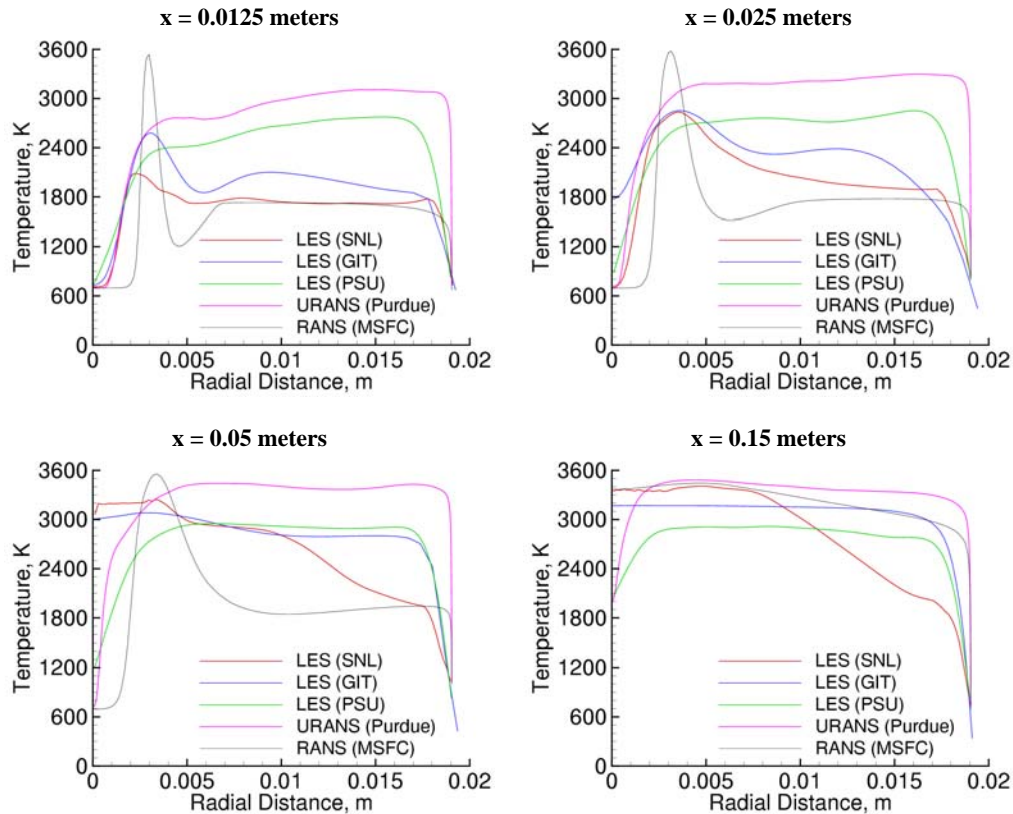 x = 0.0125 meters
3600
3000
2400
1800
1200
600
0
Temperature, K
LES (SNL)
LES (GIT)
LES (PSU)
URANS (Purdue)
RANS (MSFC)
0 0.005 0.01 0.015 0.02
Radial Distance, m
x = 0.025 meters
3600
3000
2400
1800
1200
600
0
Temperature, K
LES (SNL)
LES (GIT)
LES (PSU)
URANS (Purdue)
RANS (MSFC)
0 0.005 0.01 0.015 0.02
Radial Distance, m
x = 0.05 meters
3600
3000
2400
1800
1200
600
0
Temperature, K
LES (SNL)
LES (GIT)
LES (PSU)
URANS (Purdue)
RANS (MSFC)
0 0.005 0.01 0.015 0.02
Radial Distance, m
x = 0.15 meters
3600
3000
2400
1800
1200
600
0
Temperature, K
LES (SNL)
LES (GIT)
LES (PSU)
URANS (Purdue)
RANS (MSFC)
0 0.005 0.01 0.015 0.02
Radial Distance, m